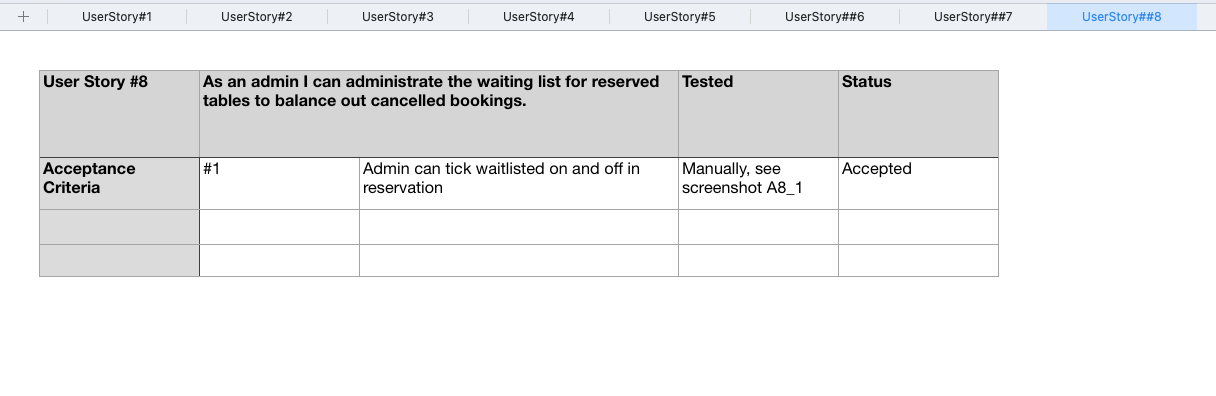 UserStory#1 UserStory#2 UserStory#3 UserStory#4 UserStory#5 UserStory##6 UserStory##7 UserStory##8
User Story #8
As an admin I can administrate the waiting list for reserved
tables to balance out cancelled bookings.
Tested
Status
Acceptance
Criteria
#1
Admin can tick waitlisted on and off in
reservation
Manually, see
screenshot A8_1
Accepted